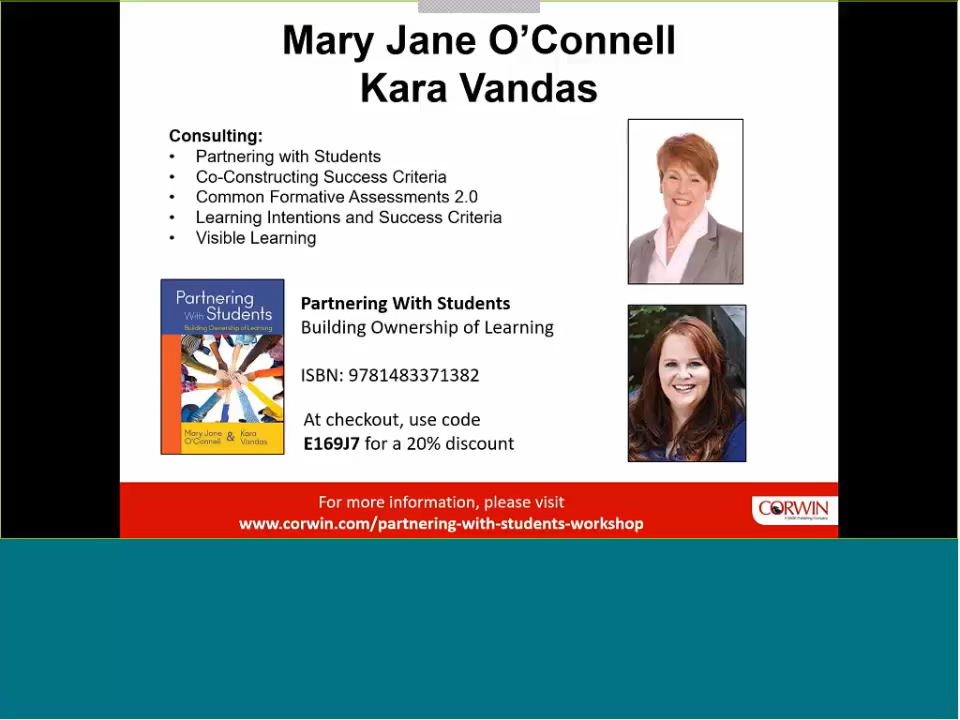 Mary Jane O’Connell
Kara Vandas
Consulting:
• Partnering with Students
• Co-Constructing Success Criteria
• Common Formative Assessments 2.0
• Learning Intentions and Success Criteria
• Visible Learning
Partnering
With Students
Building Ownership of Learning
Mary Jane
O'Connell
&
Kara
Vandas
Partnering With Students
Building Ownership of Learning
ISBN: 9781483371382
At checkout, use code
E169J7 for a 20% discount
For more information, please visit
www.corwin.com/partnering-with-students-workshop
CORWIN